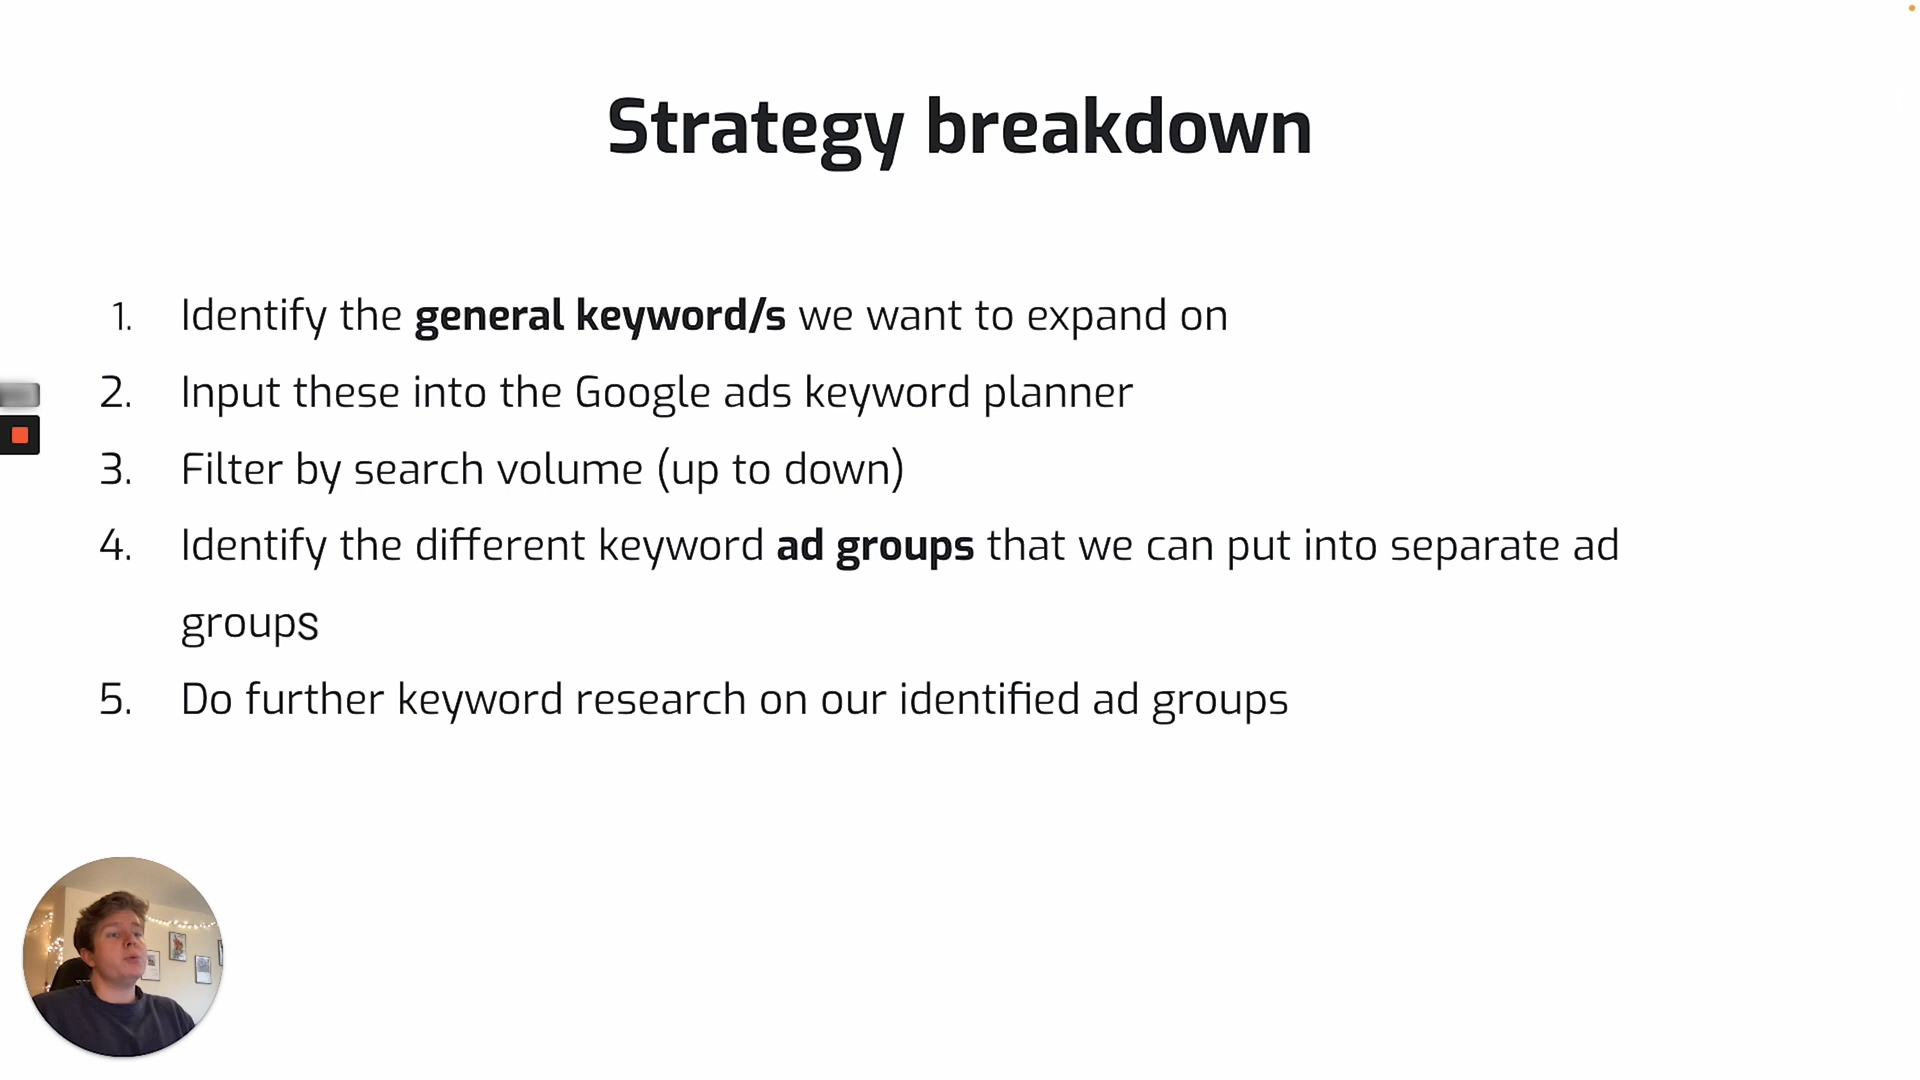 Strategy breakdown
1. Identify the general keyword/s we want to expand on
2. Input these into the Google ads keyword planner
3. Filter by search volume (up to down)
4. Identify the different keyword ad groups that we can put into separate ad
groups
5. Do further keyword research on our identified ad groups